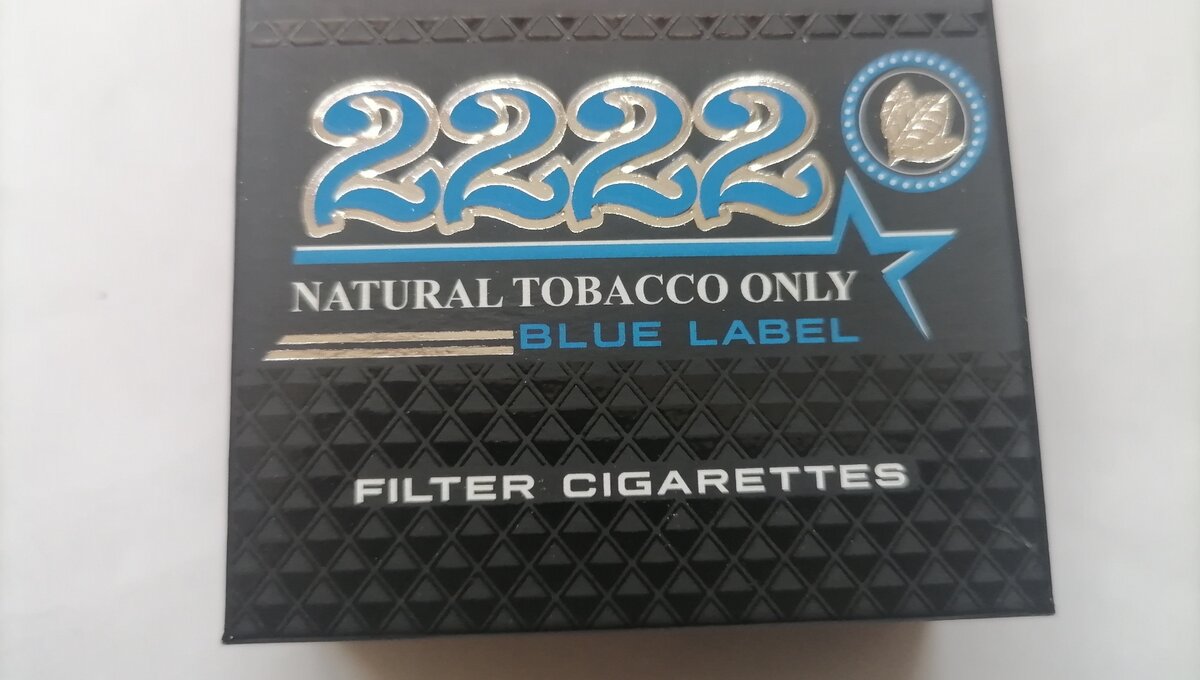 2222
NATURAL TOBACCO ONLY
BLUE LABEL
FILTER CIGARETTES